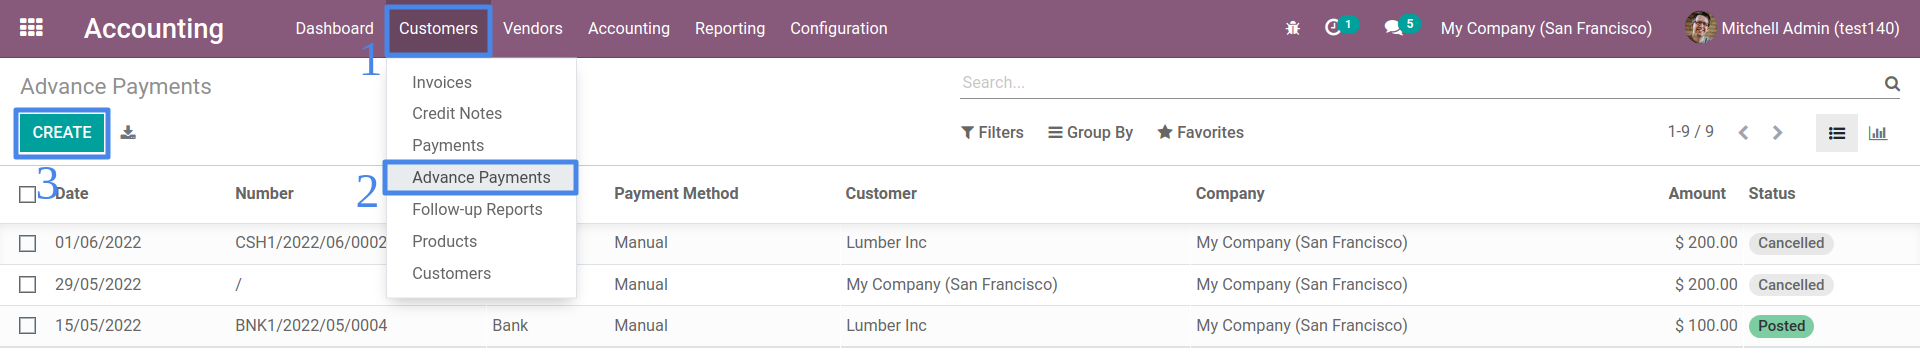 Accounting Dashboard Customers Vendors Accounting Reporting Configuration 1 5 My Company (San Francisco) Mitchell Admin (test140)
1
Advance Payments Invoices Search...
Credit Notes
CREATE Filters Group By Favorites 1-9 / 9
Payments
2 Advance Payments
3
Date Number Payment Method Customer Company Amount Status
Follow-up Reports
01/06/2022 CSH1/2022/06/0002 Products Manual Lumber Inc My Company (San Francisco) $ 200.00 Cancelled
Customers
29/05/2022 / Manual My Company (San Francisco) My Company (San Francisco) $ 200.00 Cancelled
15/05/2022 BNK1/2022/05/0004 Bank Manual Lumber Inc My Company (San Francisco) $ 100.00 Posted